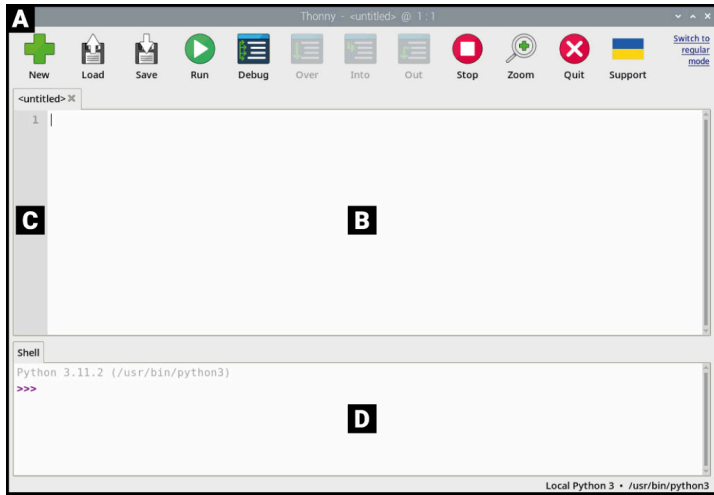 A
Thonny - <untitled> @ 1:1
New Load Save Run Debug Over Into Out Stop Zoom Quit Support
Switch to
regular
mode
<untitled>
1
C
B
Shell
Python 3.11.2 (/usr/bin/python3)
>>>
D
Local Python 3 • /usr/bin/python3